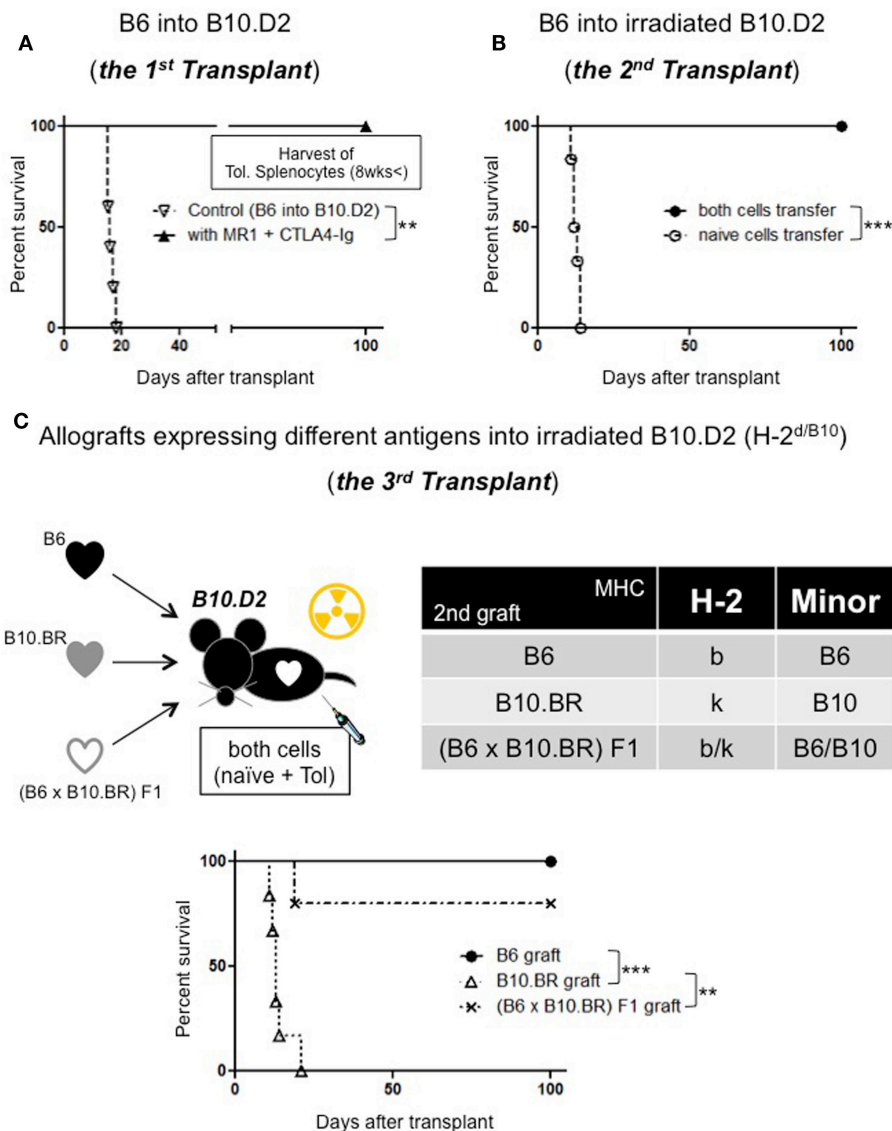 B6 into B10.D2
A
(the 1st Transplant)
100
Harvest of
Tol. Splenocytes (8wks<)
Percent survival
50
Control (B6 into B10.D2)
with MR1 + CTLA4-Ig
**
0
0 20 40 100
Days after transplant
B6 into irradiated B10.D2
B
(the 2nd Transplant)
100
Percent survival
50
both cells transfer
naive cells transfer
***
0
0 50 100
Days after transplant
C
Allografts expressing different antigens into irradiated B10.D2 (H-2d/B10)
(the 3rd Transplant)
B6
B10.D2
B10.BR
both cells
(naïve + Tol)
(B6 x B10.BR) F1
MHC
2nd graft
H-2 Minor
B6 b B6
B10.BR k B10
(B6 x B10.BR) F1 b/k B6/B10
100
Percent survival
50
B6 graft
B10.BR graft
(B6 x B10.BR) F1 graft
***
**
0
0 50 100
Days after transplant